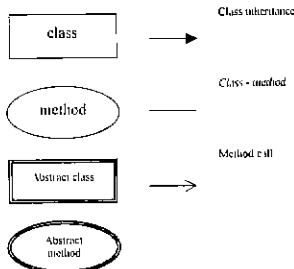 class
Class inheritance
method
Class - method
Abstract class
Method call
Abstract
method